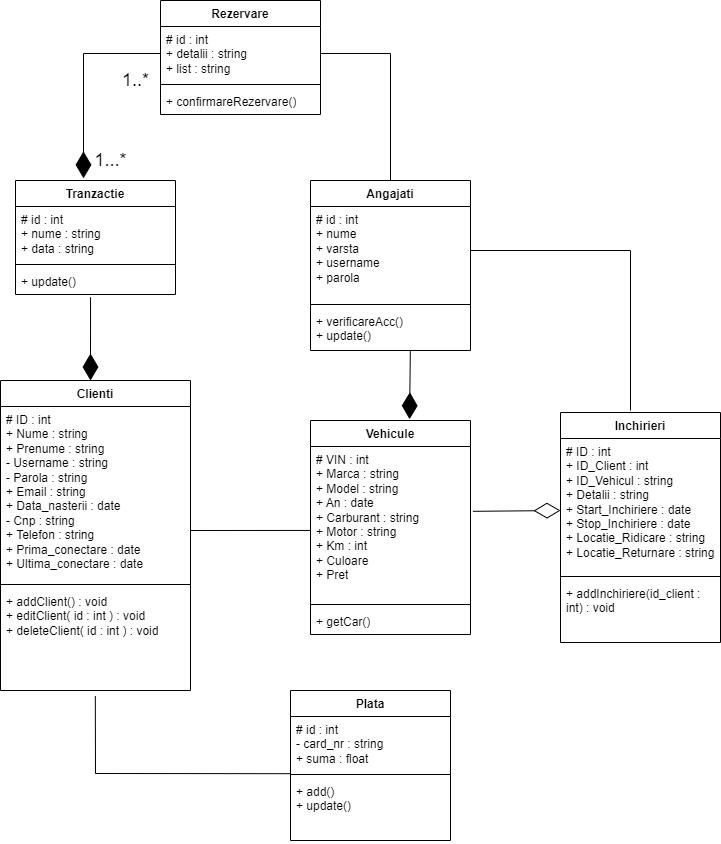 Rezervare
# id : int
+ detalii : string
+ list : string
+ confirmareRezervare()
1..*
1...*
Tranzactie
# id : int
+ nume : string
+ data : string
+ update()
Angajati
# id : int
+ nume
+ varsta
+ username
+ parola
+ verificareAcc()
+ update()
Clienti
# ID : int
+ Nume : string
+ Prenume : string
- Username : string
- Parola : string
+ Email : string
+ Data_nasterii : date
- Cnp : string
+ Telefon : string
+ Prima_conectare : date
+ Ultima_conectare : date
+ addClient() : void
+ editClient( id : int ) : void
+ deleteClient( id : int ) : void
Vehicule
# VIN : int
+ Marca : string
+ Model : string
+ An : date
+ Carburant : string
+ Motor : string
+ Km : int
+ Culoare
+ Pret
+ getCar()
Inchirieri
# ID : int
+ ID_Client : int
+ ID_Vehicul : string
+ Detalii : string
+ Start_Inchiriere : date
+ Stop_Inchiriere : date
+ Locatie_Ridicare : string
+ Locatie_Returnare : string
+ addInchiriere(id_client :
int) : void
Plata
# id : int
- card_nr : string
+ suma : float
+ add()
+ update()